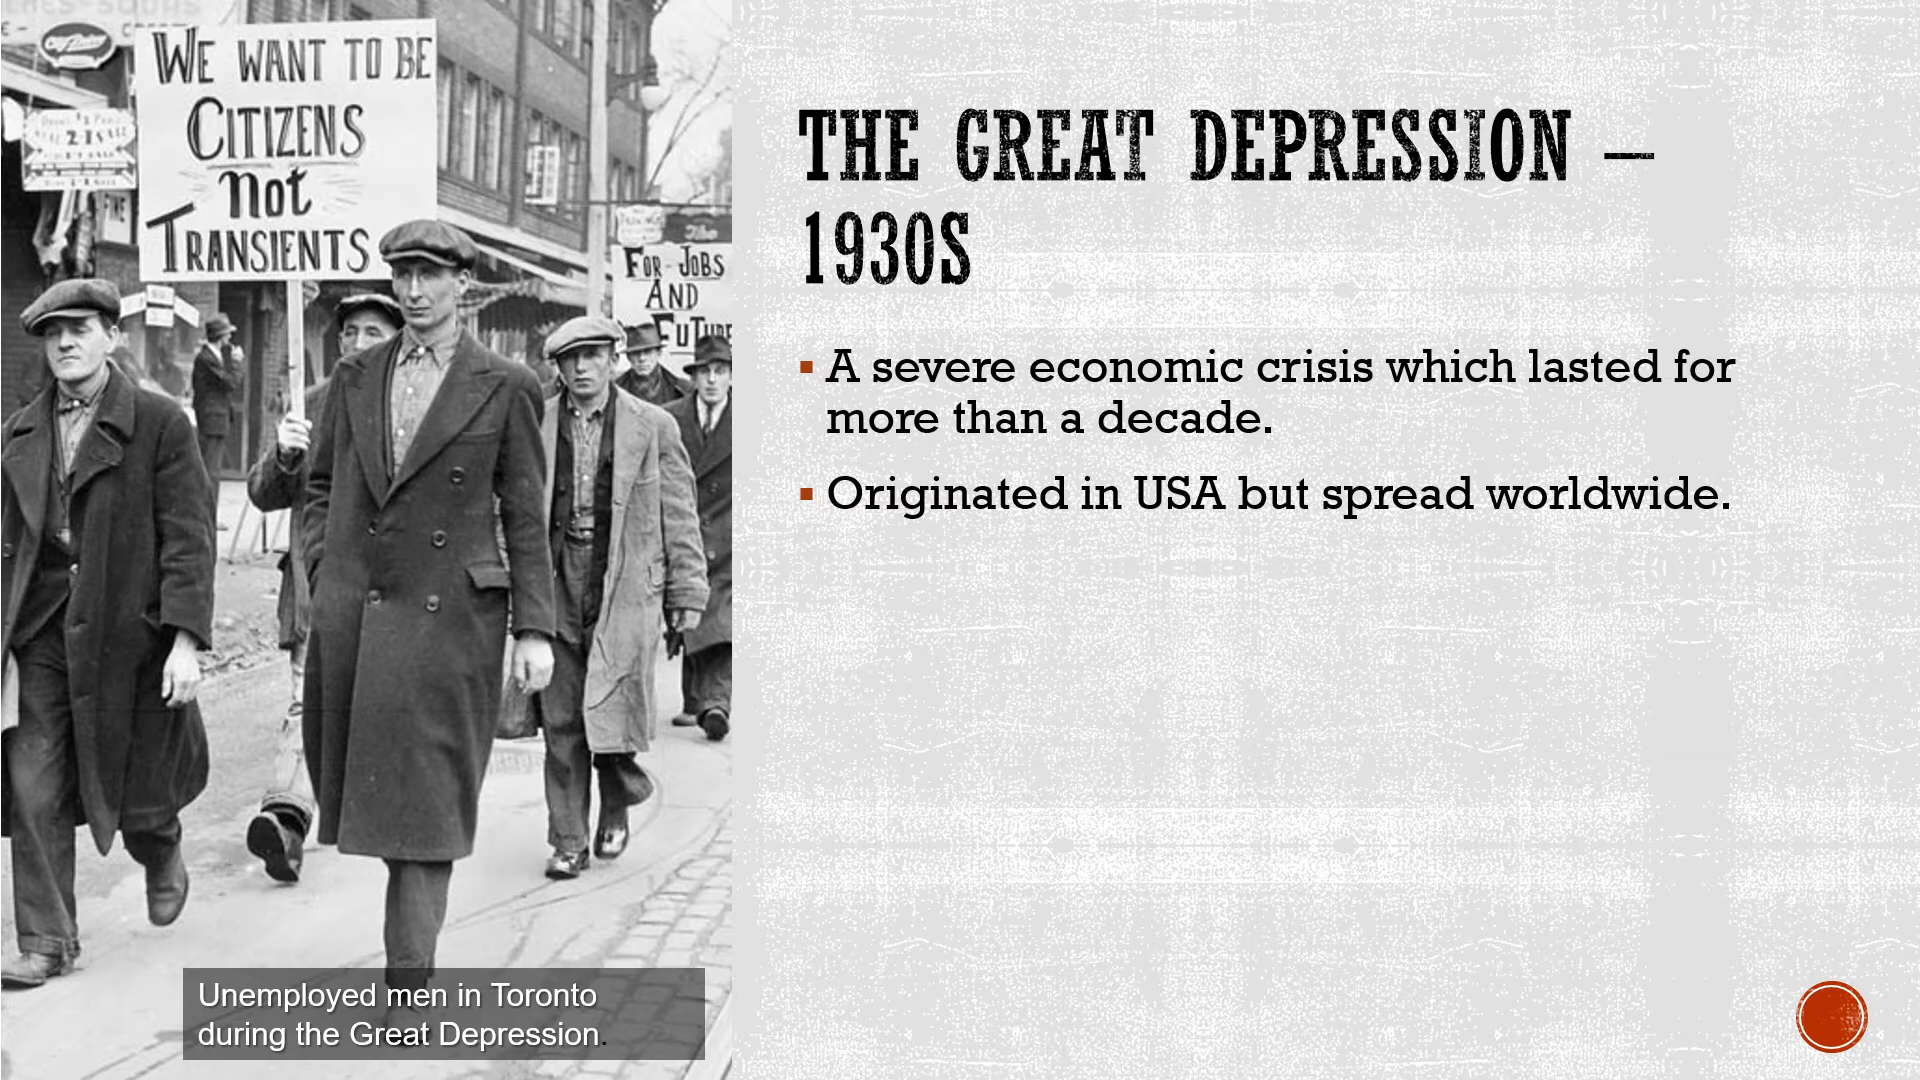 WE WANT TO BE
CITIZENS
Not
TRANSIENTS
FOR-JOBS
AND
FUTURE
THE GREAT DEPRESSION –
1930S
▪ A severe economic crisis which lasted for
more than a decade.
▪ Originated in USA but spread worldwide.
Unemployed men in Toronto
during the Great Depression.